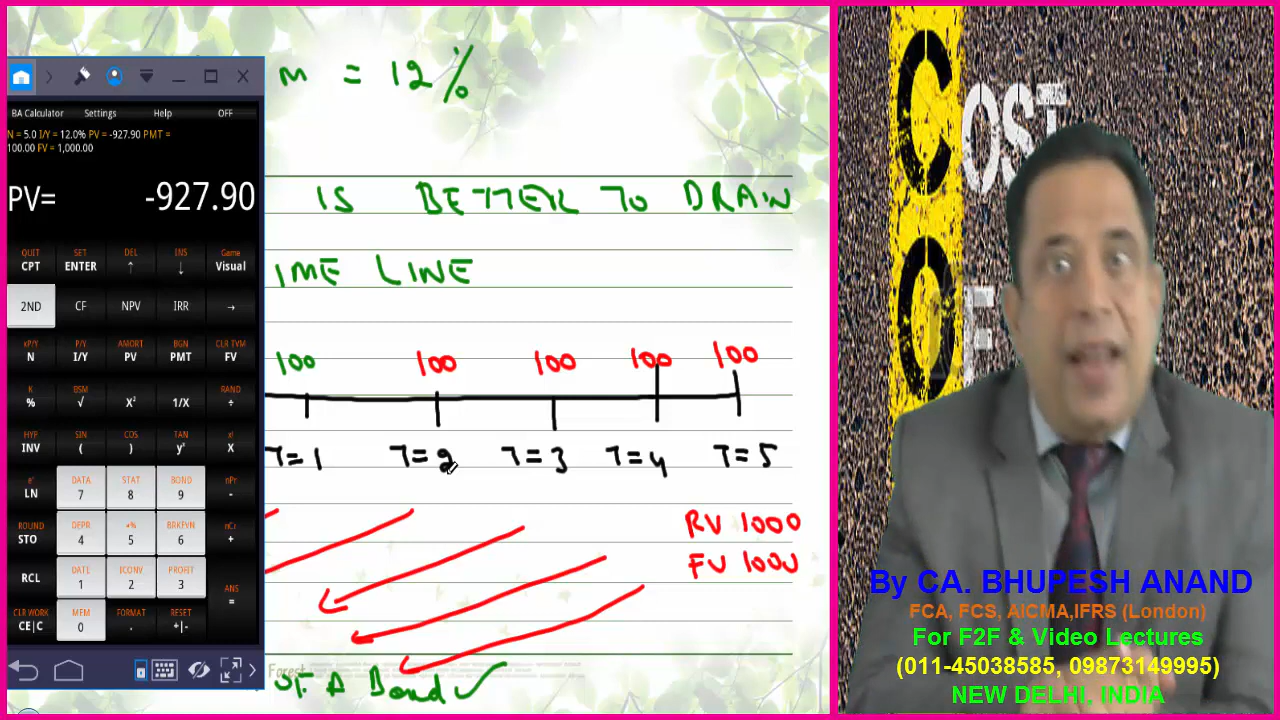 m = 12%
IS BETTER TO DRAW
IME LINE
100 100 100 100 100
T=1 T=2 T=3 T=4 T=5
RV 1000
FV 1000
OF A Bond ✓
Forest
BA Calculator Settings Help OFF
N = 5.0 I/Y = 12.0% PV = -927.90 PMT =
100.00 FV = 1,000.00
PV= -927.90
QUIT SET DEL INS Game
CPT ENTER ↑ ↓ Visual
2ND CF NPV IRR →
xP/Y P/Y AMORT BGN CLR TVM
N I/Y PV PMT FV
K BSM RAND
% √ X² 1/X ÷
HYP SIN COS TAN x!
INV ( ) yˣ X
eˣ DATA STAT BOND nPr
LN 7 8 9 -
ROUND DEPR Δ% BRKEVN nCr
STO 4 5 6 +
DATE ICONV PROFIT ANS
RCL 1 2 3 =
CLR WORK MEM FORMAT RESET
CE|C 0 . +|-
COST
OF
By CA. BHUPESH ANAND
FCA, FCS, AICMA,IFRS (London)
For F2F & Video Lectures
(011-45038585, 09873149995)
NEW DELHI, INDIA